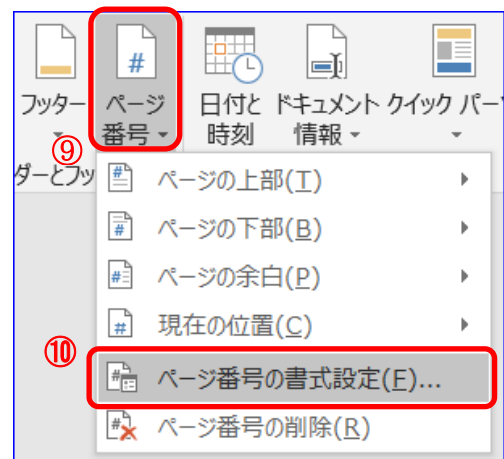 フッター
ページ
番号
日付と
時刻
ドキュメント
情報
クイック パー
⑨
ダーとフッ
ページの上部(T)
ページの下部(B)
ページの余白(P)
現在の位置(C)
⑩
ページ番号の書式設定(F)...
ページ番号の削除(R)